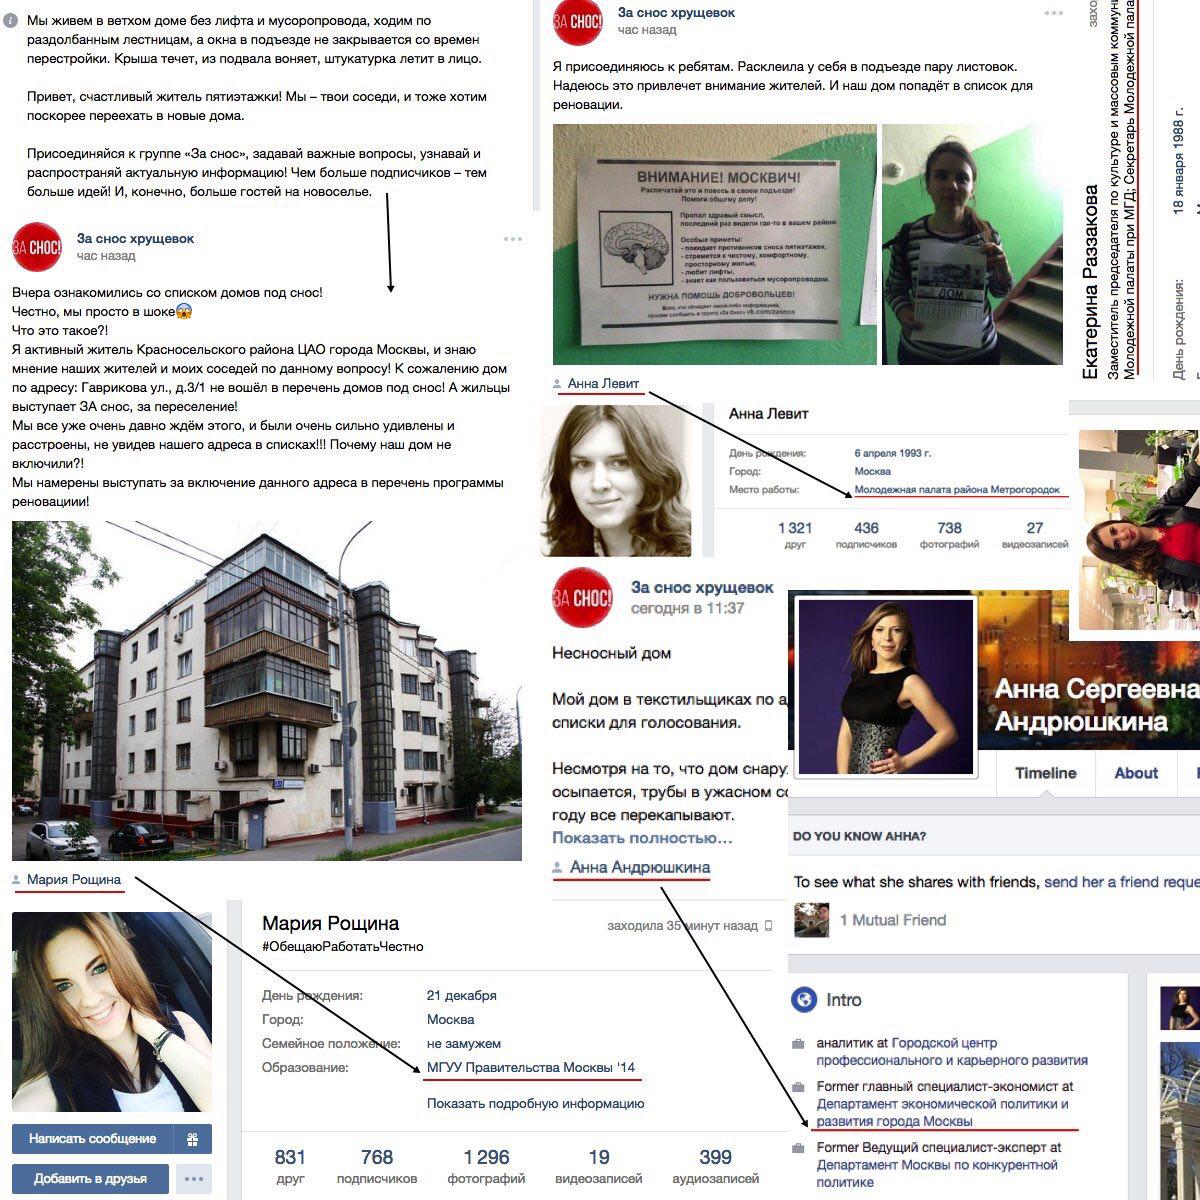 Мы живем в ветхом доме без лифта и мусоропровода, ходим по
раздолбанным лестницам, а окна в подъезде не закрывается со времен
перестройки. Крыша течет, из подвала воняет, штукатурка летит в лицо.
Привет, счастливый житель пятиэтажки! Мы – твои соседи, и тоже хотим
поскорее переехать в новые дома.
Присоединяйся к группе «За снос», задавай важные вопросы, узнавай и
распространяй актуальную информацию! Чем больше подписчиков – тем
больше идей! И, конечно, больше гостей на новоселье.
ЗА СНОС!
За снос хрущевок
час назад
Вчера ознакомились со списком домов под снос!
Честно, мы просто в шоке😱
Что это такое?!
Я активный житель Красносельского района ЦАО города Москвы, и знаю
мнение наших жителей и моих соседей по данному вопросу! К сожалению дом
по адресу: Гаврикова ул., д.3/1 не вошёл в перечень домов под снос! А жильцы
выступает ЗА снос, за переселение!
Мы все уже очень давно ждём этого, и были очень сильно удивлены и
расстроены, не увидев нашего адреса в списках!!! Почему наш дом не
включили?!
Мы намерены выступать за включение данного адреса в перечень программы
реновациии!
Мария Рощина
Мария Рощина
#ОбещаюРаботатьЧестно
заходила 35 минут назад
День рождения: 21 декабря
Город: Москва
Семейное положение: не замужем
Образование: МГУУ Правительства Москвы '14
Показать подробную информацию
831 768 1 296 19 399
друг подписчиков фотографий видеозаписей аудиозаписей
Написать сообщение
Добавить в друзья
ЗА СНОС!
За снос хрущевок
час назад
Я присоединяюсь к ребятам. Расклеила у себя в подъезде пару листовок.
Надеюсь это привлечет внимание жителей. И наш дом попадёт в список для
реновации.
ВНИМАНИЕ! МОСКВИЧ!
Распечатай это и повесь в своем подъезде!
Помоги общему делу!
Пропал здравый смысл,
последний раз видели где-то в вашем районе
Особые приметы:
- покидает противников сноса пятиэтажек,
- стремится к чистому, комфортному,
просторному жилью,
- любит лифты,
- знает как пользоваться мусоропроводом.
НУЖНА ПОМОЩЬ ДОБРОВОЛЬЦЕВ!
Всех, кто обладает какой-либо информацией,
просим сообщить в группу «За Снос» vk.com/zasnos
ДОМ
Анна Левит
Анна Левит
День рождения: 6 апреля 1993 г.
Город: Москва
Место работы: Молодежная палата района Метрогородок
1 321 436 738 27
друг подписчиков фотографий видеозаписей
Екатерина Раззакова
Заместитель председателя по культуре и массовым коммуни
Молодежной палаты при МГД; Секретарь Молодежной пала
захо
День рождения: 18 января 1988 г.
ЗА СНОС!
За снос хрущевок
сегодня в 11:37
Несносный дом
Мой дом в текстильщиках по а
списки для голосования.
Несмотря на то, что дом снару
осыпается, трубы в ужасном со
году все перекапывают.
Показать полностью...
Анна Андрюшкина
Анна Сергеевна
Андрюшкина
Timeline About
DO YOU KNOW АННА?
To see what she shares with friends, send her a friend reque
1 Mutual Friend
Intro
аналитик at Городской центр
профессионального и карьерного развития
Former главный специалист-экономист at
Департамент экономической политики и
развития города Москвы
Former Ведущий специалист-эксперт at
Департамент Москвы по конкурентной
политике